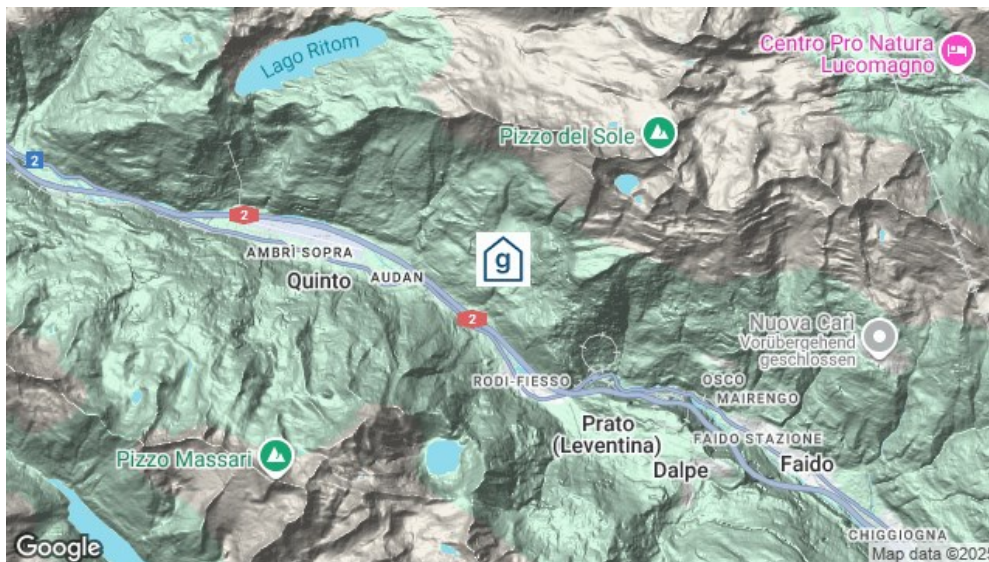 Lago Ritom
Centro Pro Natura
Lucomagno
Pizzo del Sole
2
2
AMBRÌ SOPRA
Quinto
AUDAN
g
2
Nuova Carì
Vorübergehend
geschlossen
RODI-FIESSO
OSCO
MAIRENGO
Prato
(Leventina)
FAIDO STAZIONE
Pizzo Massari
Dalpe
Faido
CHIGGIOGNA
Google
Map data ©2025